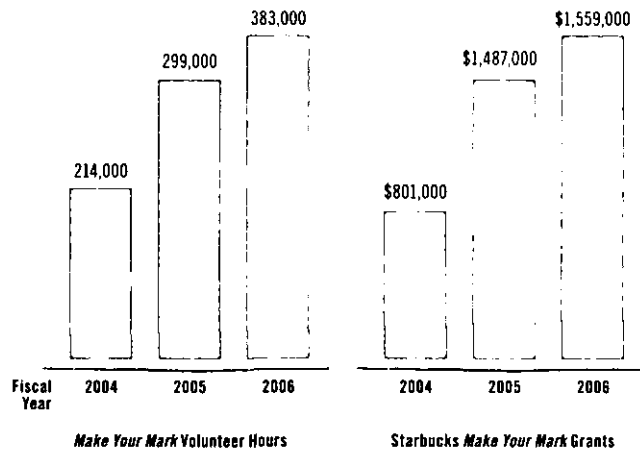 383,000
299,000
214,000
$1,559,000
$1,487,000
$801,000
Fiscal Year 2004 2005 2006
2004 2005 2006
Make Your Mark Volunteer Hours
Starbucks Make Your Mark Grants